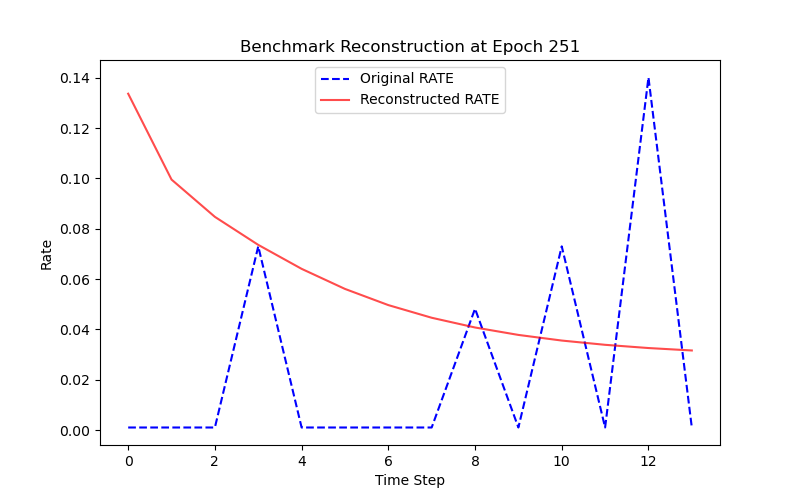 Benchmark Reconstruction at Epoch 251
Original RATE
Reconstructed RATE
0.14
0.12
0.10
0.08
0.06
0.04
0.02
0.00
Rate
0 2 4 6 8 10 12
Time Step